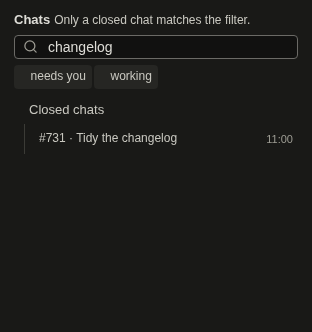 Chats Only a closed chat matches the filter.
changelog
needs you working
Closed chats
#731 · Tidy the changelog 11:00